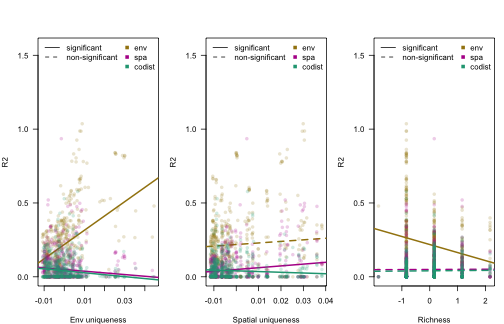 significant
non-significant
env
spa
codist
R2
0.0
0.5
1.0
1.5
-0.01
0.01
0.03
Env uniqueness
significant
non-significant
env
spa
codist
R2
0.0
0.5
1.0
1.5
-0.01
0.01
0.02
0.03
0.04
Spatial uniqueness
significant
non-significant
env
spa
codist
R2
0.0
0.5
1.0
1.5
-1
0
1
2
Richness